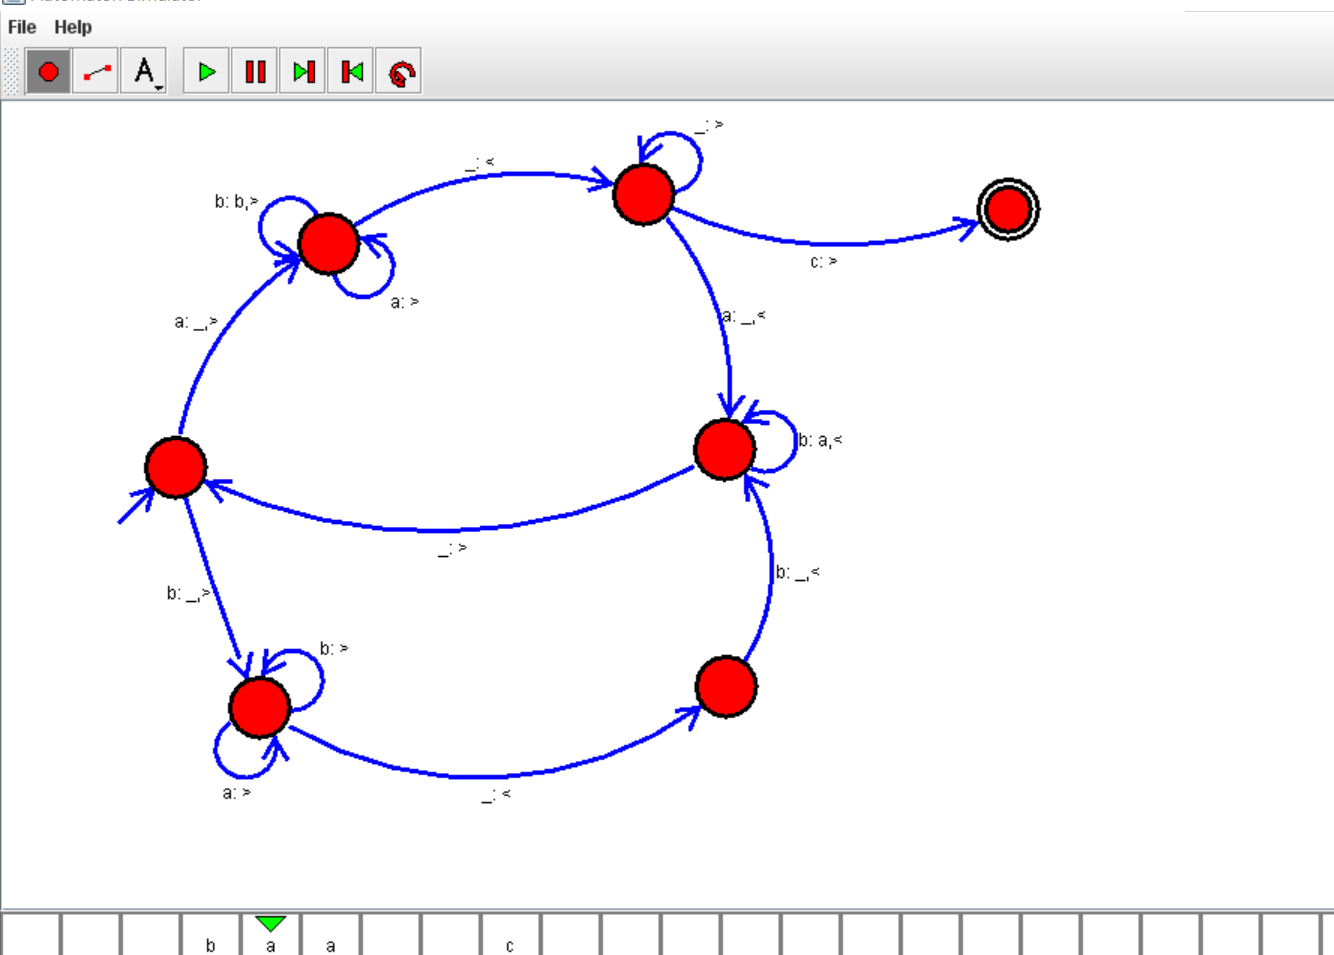 File Help
A
_: >
_: <
b: b,>
c: >
a: >
a: _,<
a: _,>
b: a,<
_: >
b: _,<
b: _,>
b: >
a: >
_: <
b a a c